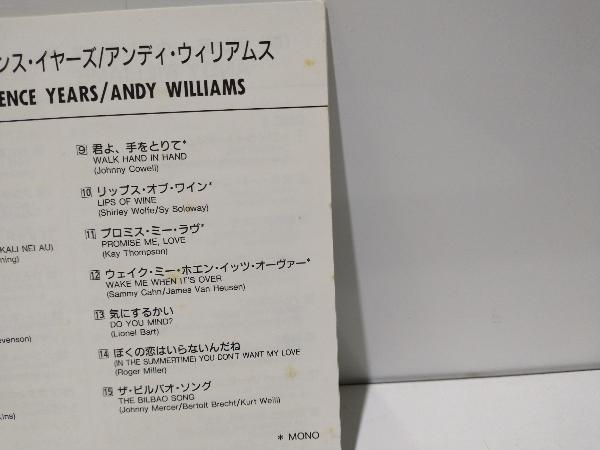 ンス・イヤーズ/アンディ・ウィリアムス
ENCE YEARS/ANDY WILLIAMS
KALI NEI AU)
ning)
evenson)
kins)
9 君よ、手をとりて*
WALK HAND IN HAND
(Johnny Cowell)
10 リップス・オブ・ワイン*
LIPS OF WINE
(Shirley Wolfe/Sy Soloway)
11 プロミス・ミー・ラヴ*
PROMISE ME, LOVE
(Kay Thompson)
12 ウェイク・ミー・ホエン・イッツ・オーヴァー*
WAKE ME WHEN IT'S OVER
(Sammy Cahn/James Van Heusen)
13 気にするかい
DO YOU MIND?
(Lionel Bart)
14 ぼくの恋はいらないんだね
(IN THE SUMMERTIME) YOU DON'T WANT MY LOVE
(Roger Miller)
15 ザ・ビルバオ・ソング
THE BILBAO SONG
(Johnny Mercer/Bertolt Brecht/Kurt Weill)
* MONO